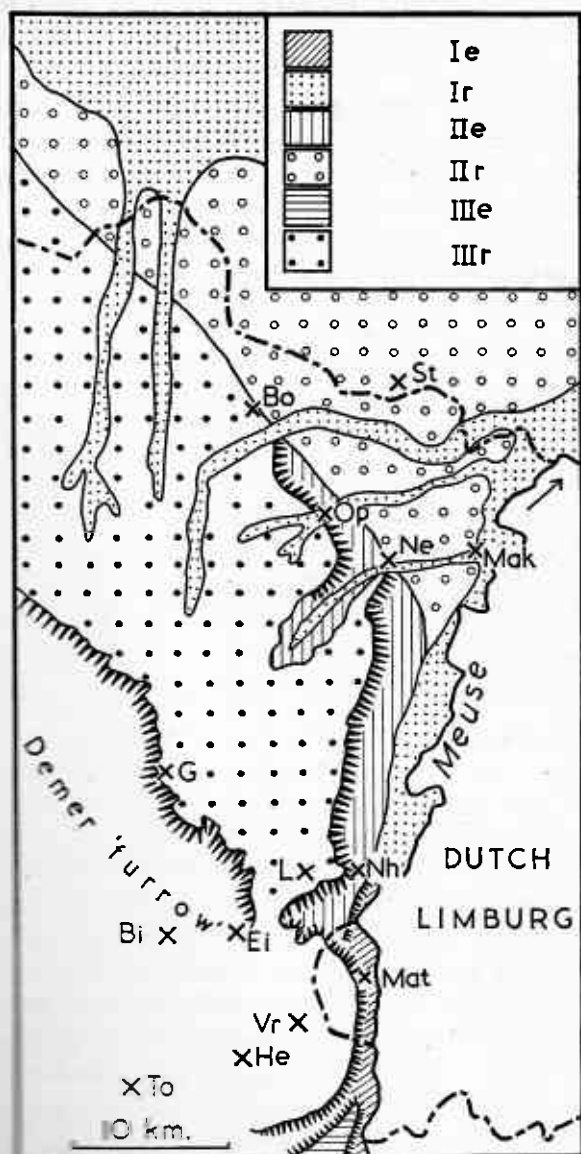 Ie
Ir
IIe
IIr
IIIe
IIIr
St
Bo
Op
Ne
Mak
Meuse
G
Demer 'furrow'
DUTCH
LIMBURG
L
Nh
Bi
Ei
Mat
Vr
He
To
10 km.